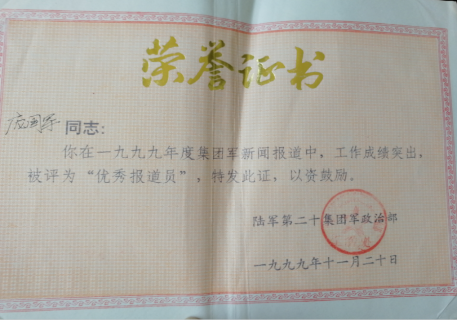 荣誉证书
同志：
你在一九九九年度集团军新闻报道中，工作成绩突出，
被评为“优秀报道员”，特发此证，以资鼓励。
陆军第二十集团军政治部
一九九九年十一月二十日